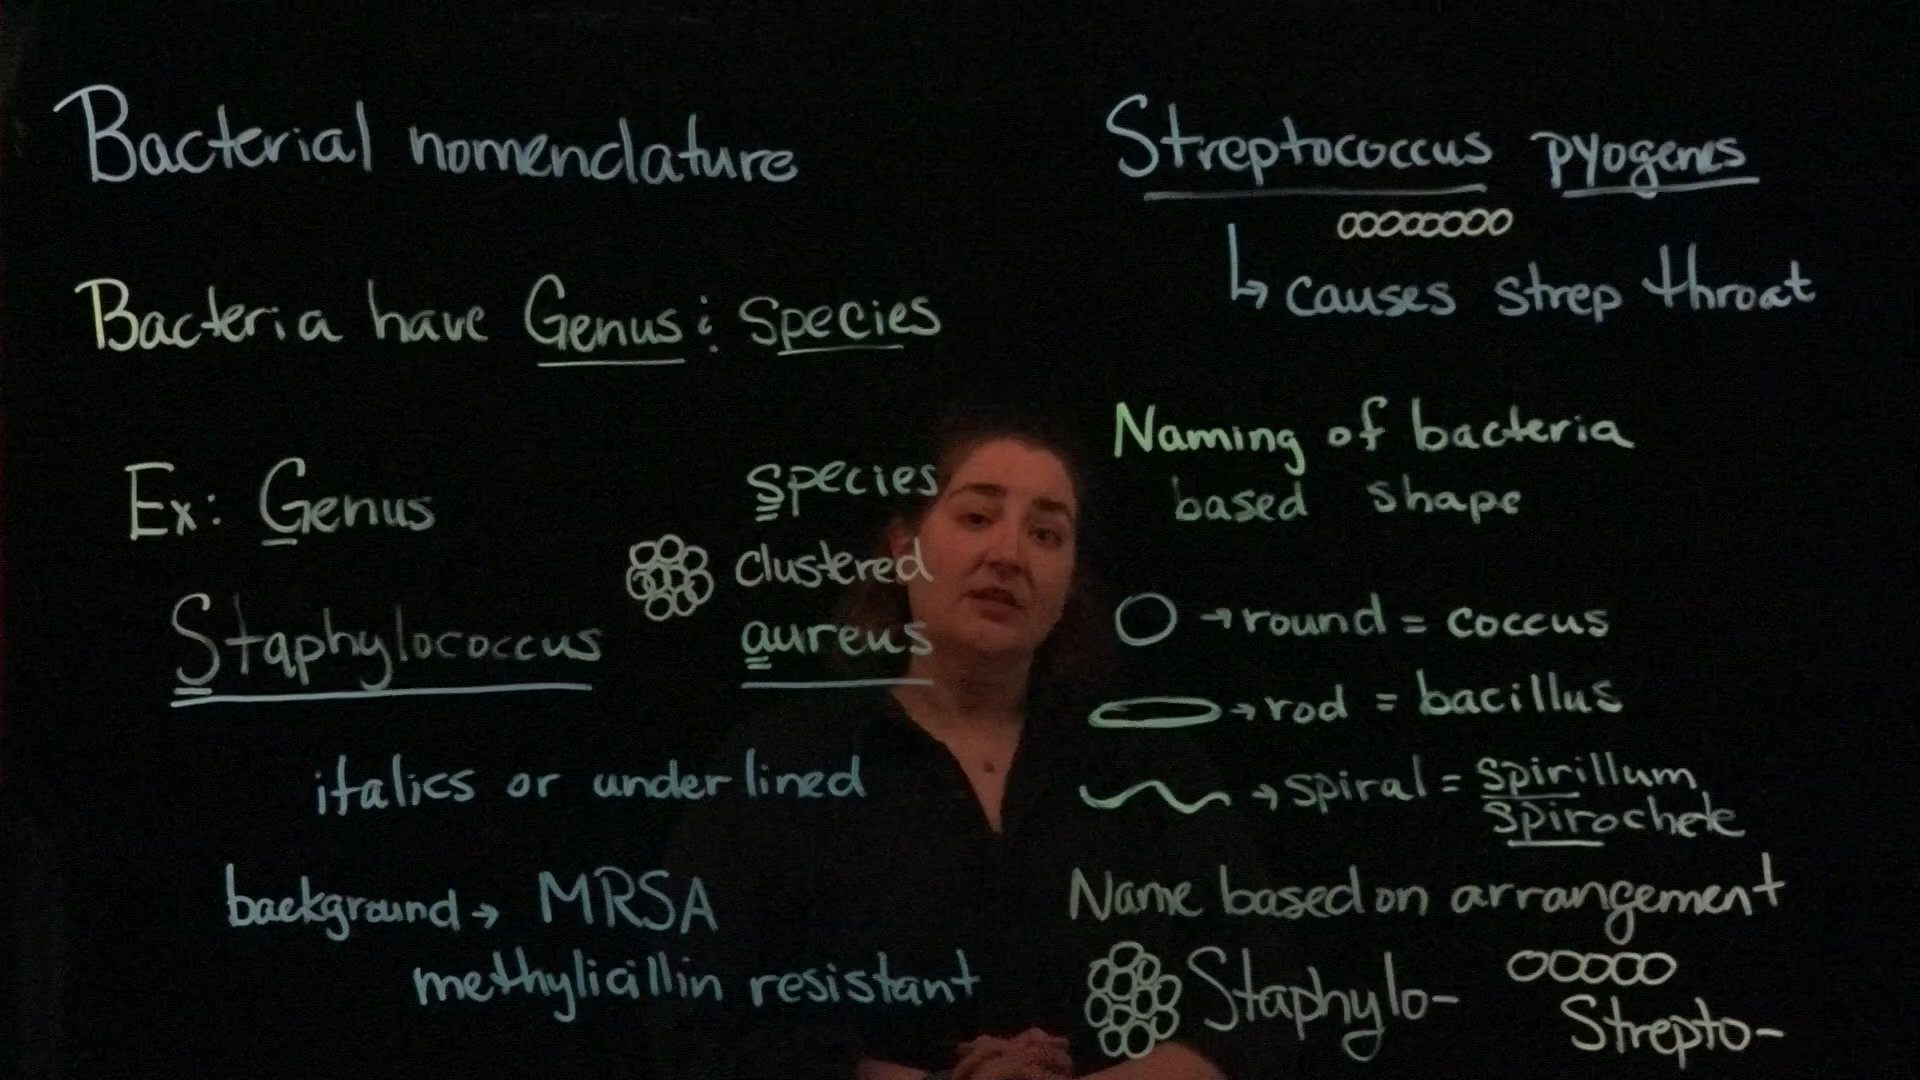 Bacterial nomenclature
Bacteria have Genus & Species
Ex: Genus species
clustered
Staphylococcus aureus
italics or underlined
background → MRSA
methylicillin resistant
Streptococcus pyogenes
↳ causes strep throat
Naming of bacteria
based shape
→ round = coccus
→ rod = bacillus
→ spiral = spirillum,
spirochete
Name based on arrangement
Staphylo-
Strepto-